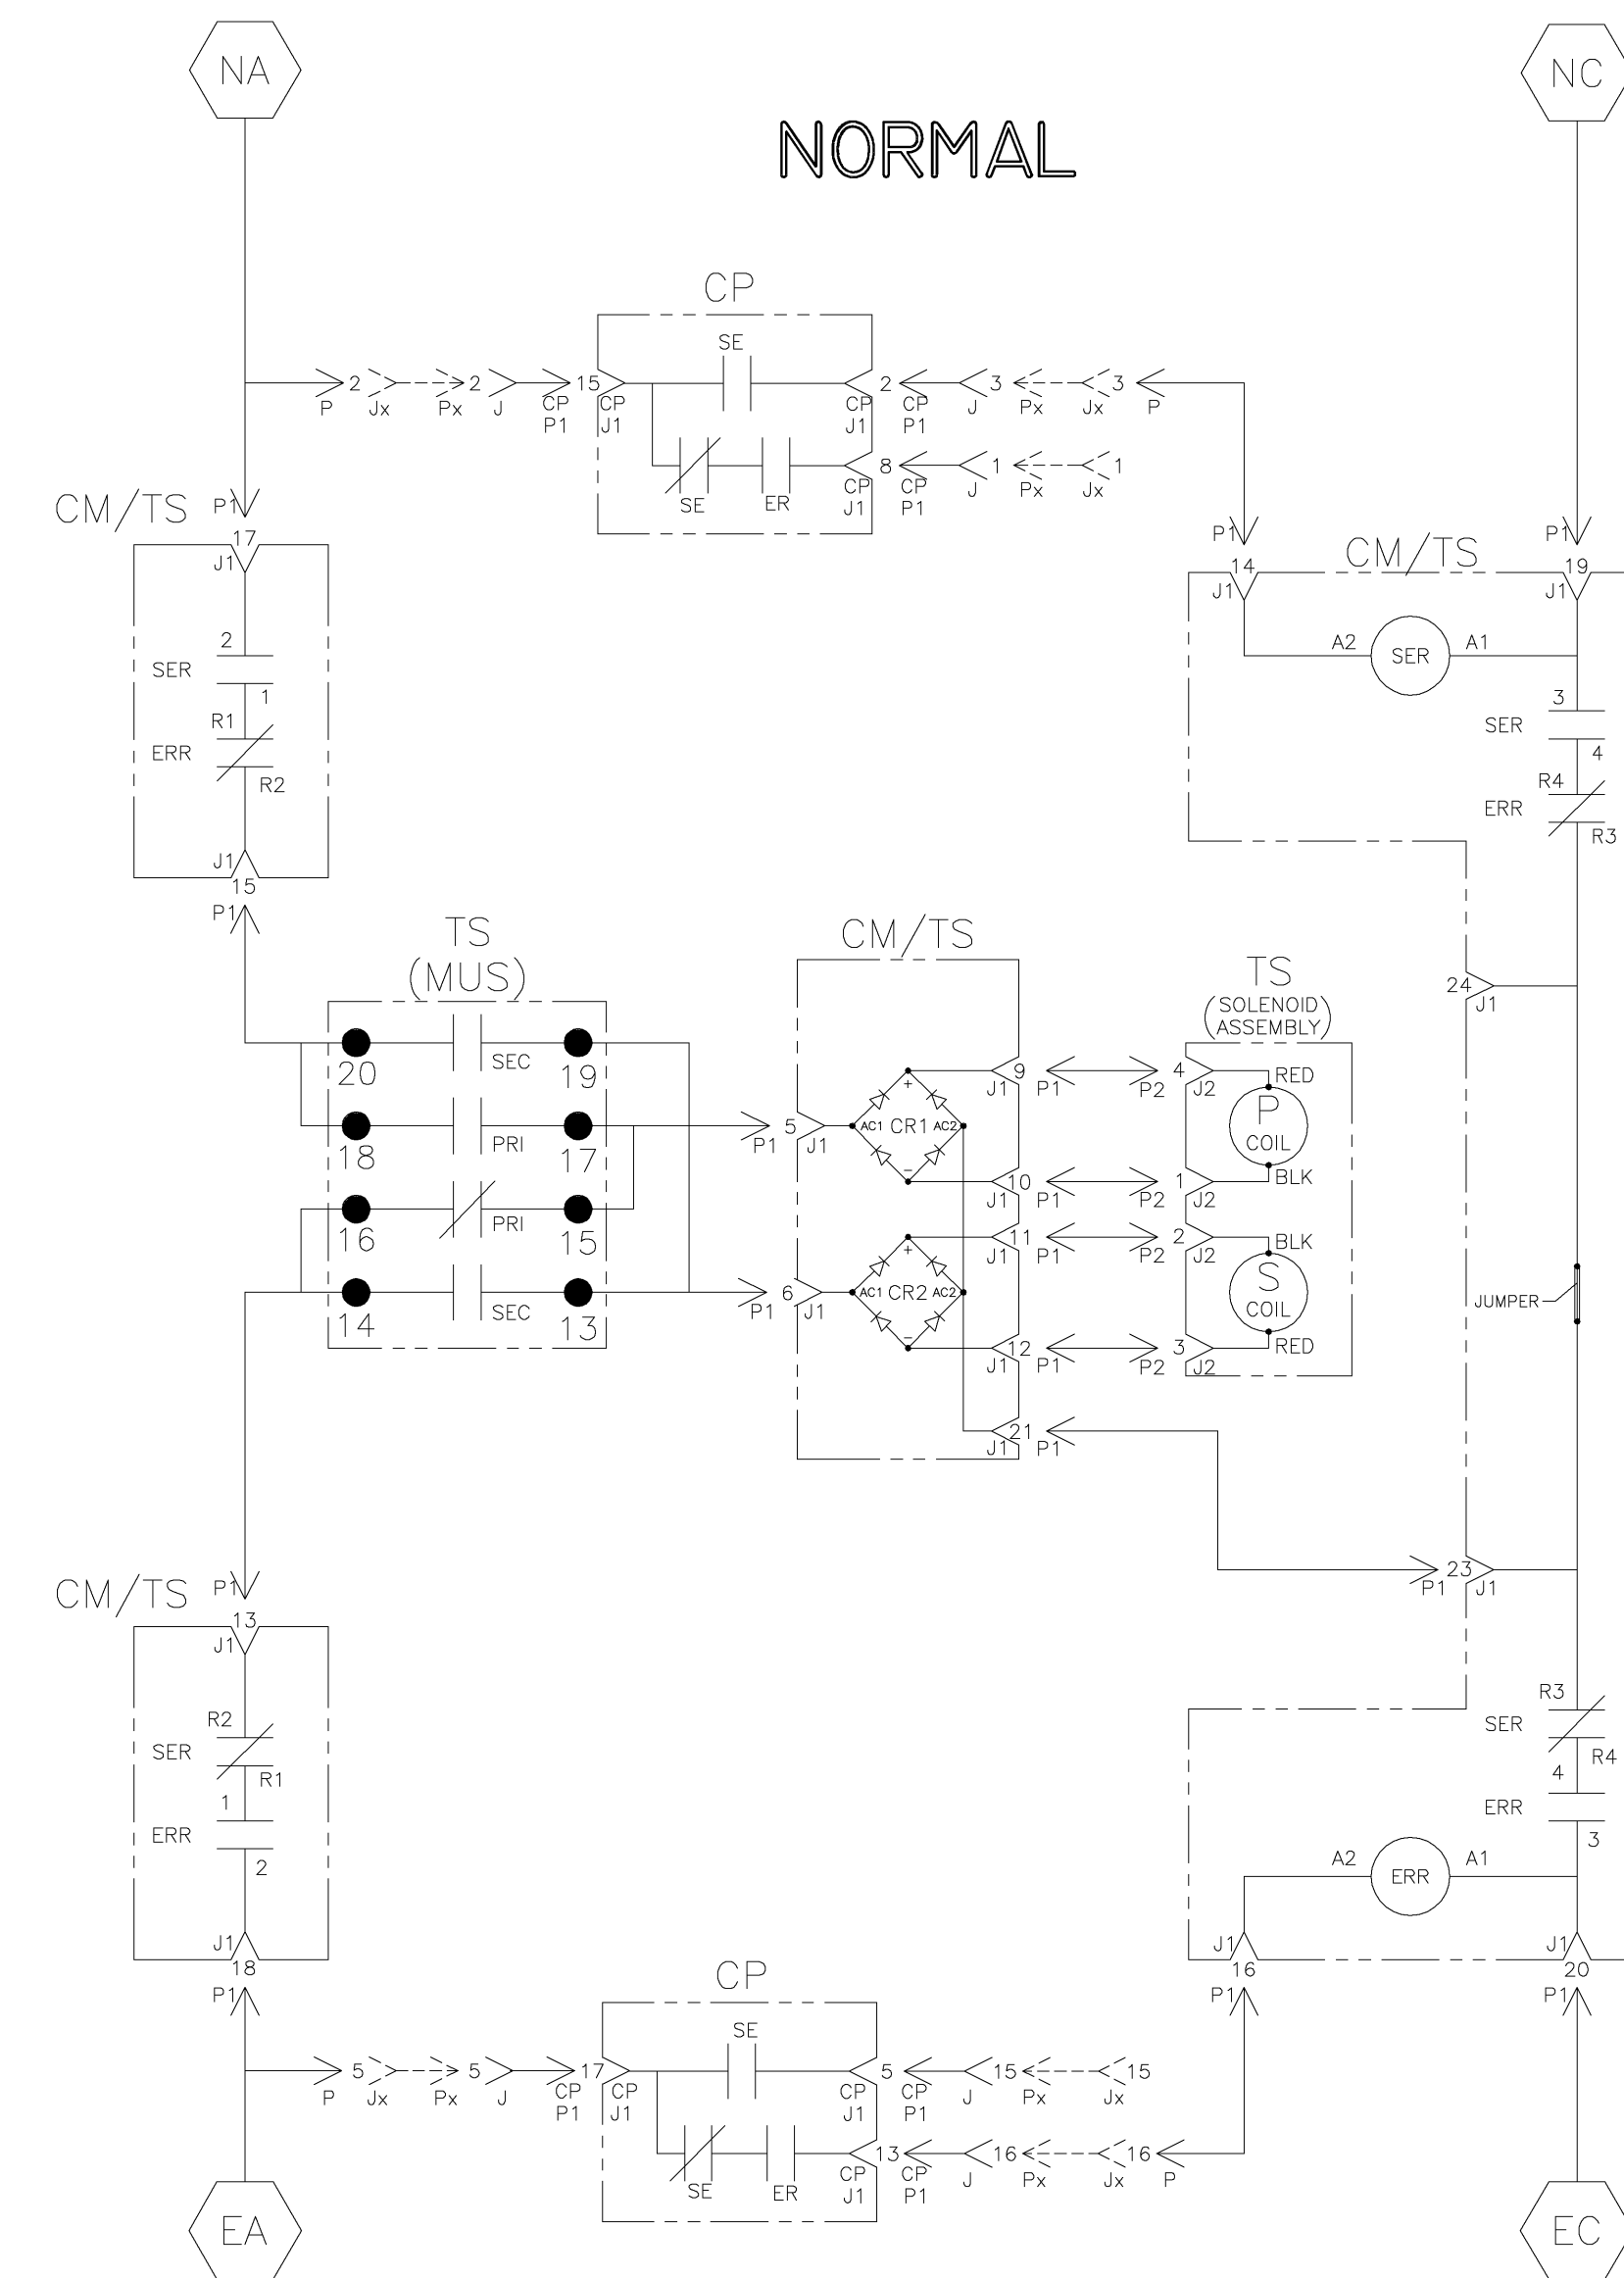 NA
NC
NORMAL
CP
SE
P 2 Jx Px 2 J CP P1 15 CP J1
CP J1 2 CP P1 J 3 Px Jx 3 P
SE ER
CP J1 8 CP P1 J 1 Px Jx 1
CM/TS
P1
17
J1
2
SER
1
R1
ERR
R2
J1
15
P1
CM/TS
P1
14
J1
P1
19
J1
A2 SER A1
3
SER
4
R4
ERR
R3
24
J1
TS
(MUS)
20 SEC 19
18 PRI 17
16 PRI 15
14 SEC 13
CM/TS
P1 5 J1
AC1 CR1 AC2
+
−
J1 9 P1
J1 10 P1
P1 6 J1
AC1 CR2 AC2
+
−
J1 11 P1
J1 12 P1
J1 21 P1
TS
(SOLENOID
ASSEMBLY)
P2 4 J2 RED
P
COIL
P2 1 J2 BLK
P2 2 J2 BLK
S
COIL
P2 3 J2 RED
JUMPER
P1 23 J1
CM/TS
P1
13
J1
R2
SER
R1
1
ERR
2
J1
18
P1
R3
SER
R4
4
ERR
3
A2 ERR A1
J1
16
P1
J1
20
P1
CP
SE
P 5 Jx Px 5 J CP P1 17 CP J1
CP J1 5 CP P1 J 15 Px Jx 15
SE ER
CP J1 13 CP P1 J 16 Px Jx 16 P
EA
EC